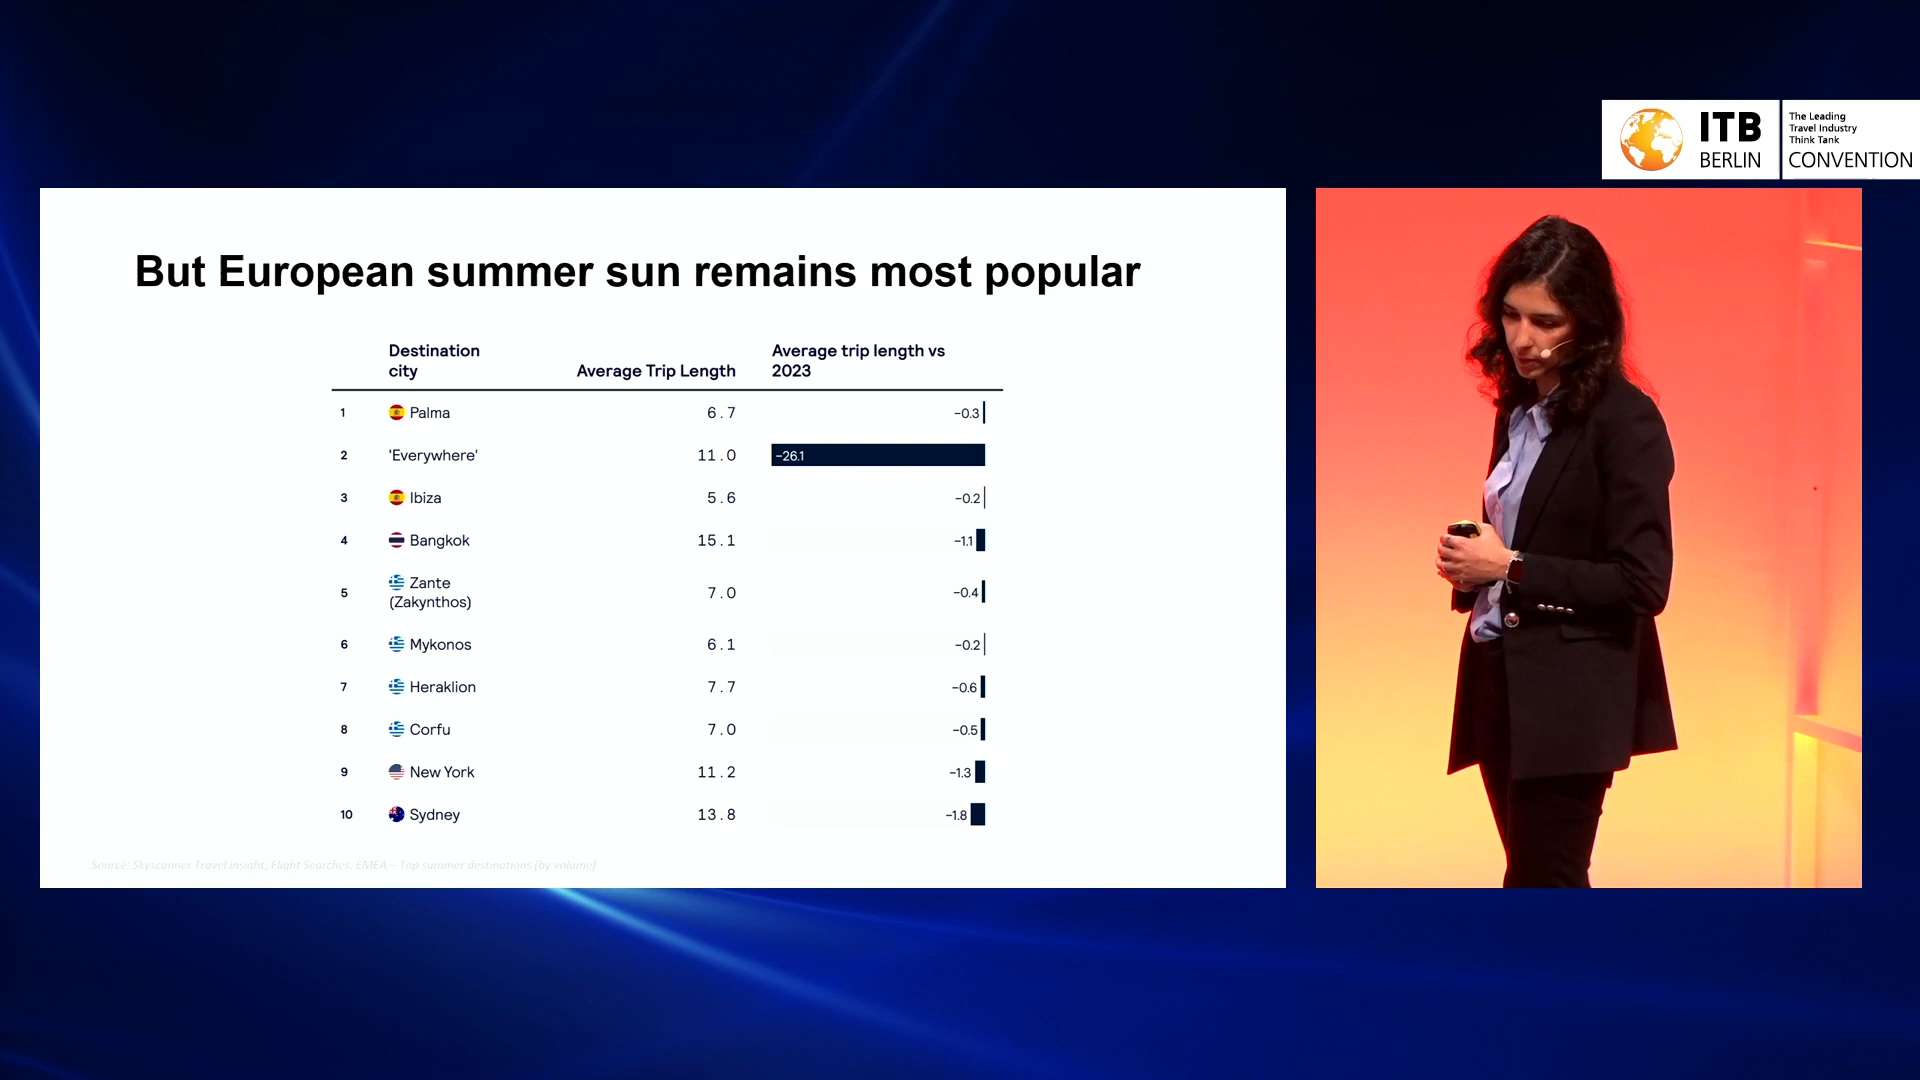 ITB
BERLIN
The Leading
Travel Industry
Think Tank
CONVENTION
But European summer sun remains most popular
Destination city Average Trip Length Average trip length vs 2023
1 Palma 6.7 −0.3
2 'Everywhere' 11.0 −26.1
3 Ibiza 5.6 −0.2
4 Bangkok 15.1 −1.1
5 Zante (Zakynthos) 7.0 −0.4
6 Mykonos 6.1 −0.2
7 Heraklion 7.7 −0.6
8 Corfu 7.0 −0.5
9 New York 11.2 −1.3
10 Sydney 13.8 −1.8
Source: Skyscanner Travel insight, Flight Searches, EMEA – Top summer destinations (by volume)